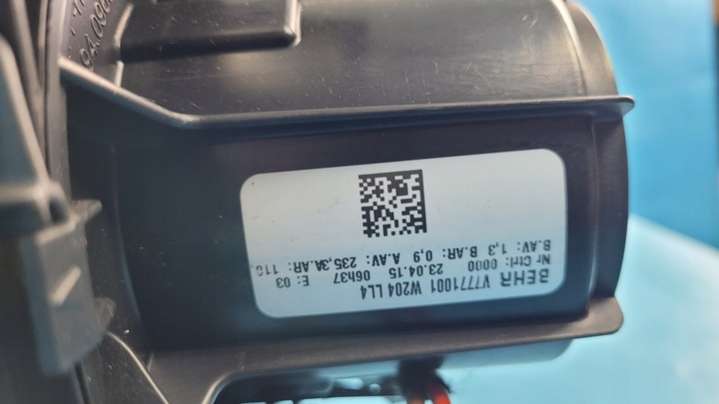 BEHR V7771001 W204 LL4
Nr Ctrl: 0000 23.04.15 06h37 E: 03
B.AV: 1,3 B.AR: 0,9 A.AV: 235,3A.AR: 110